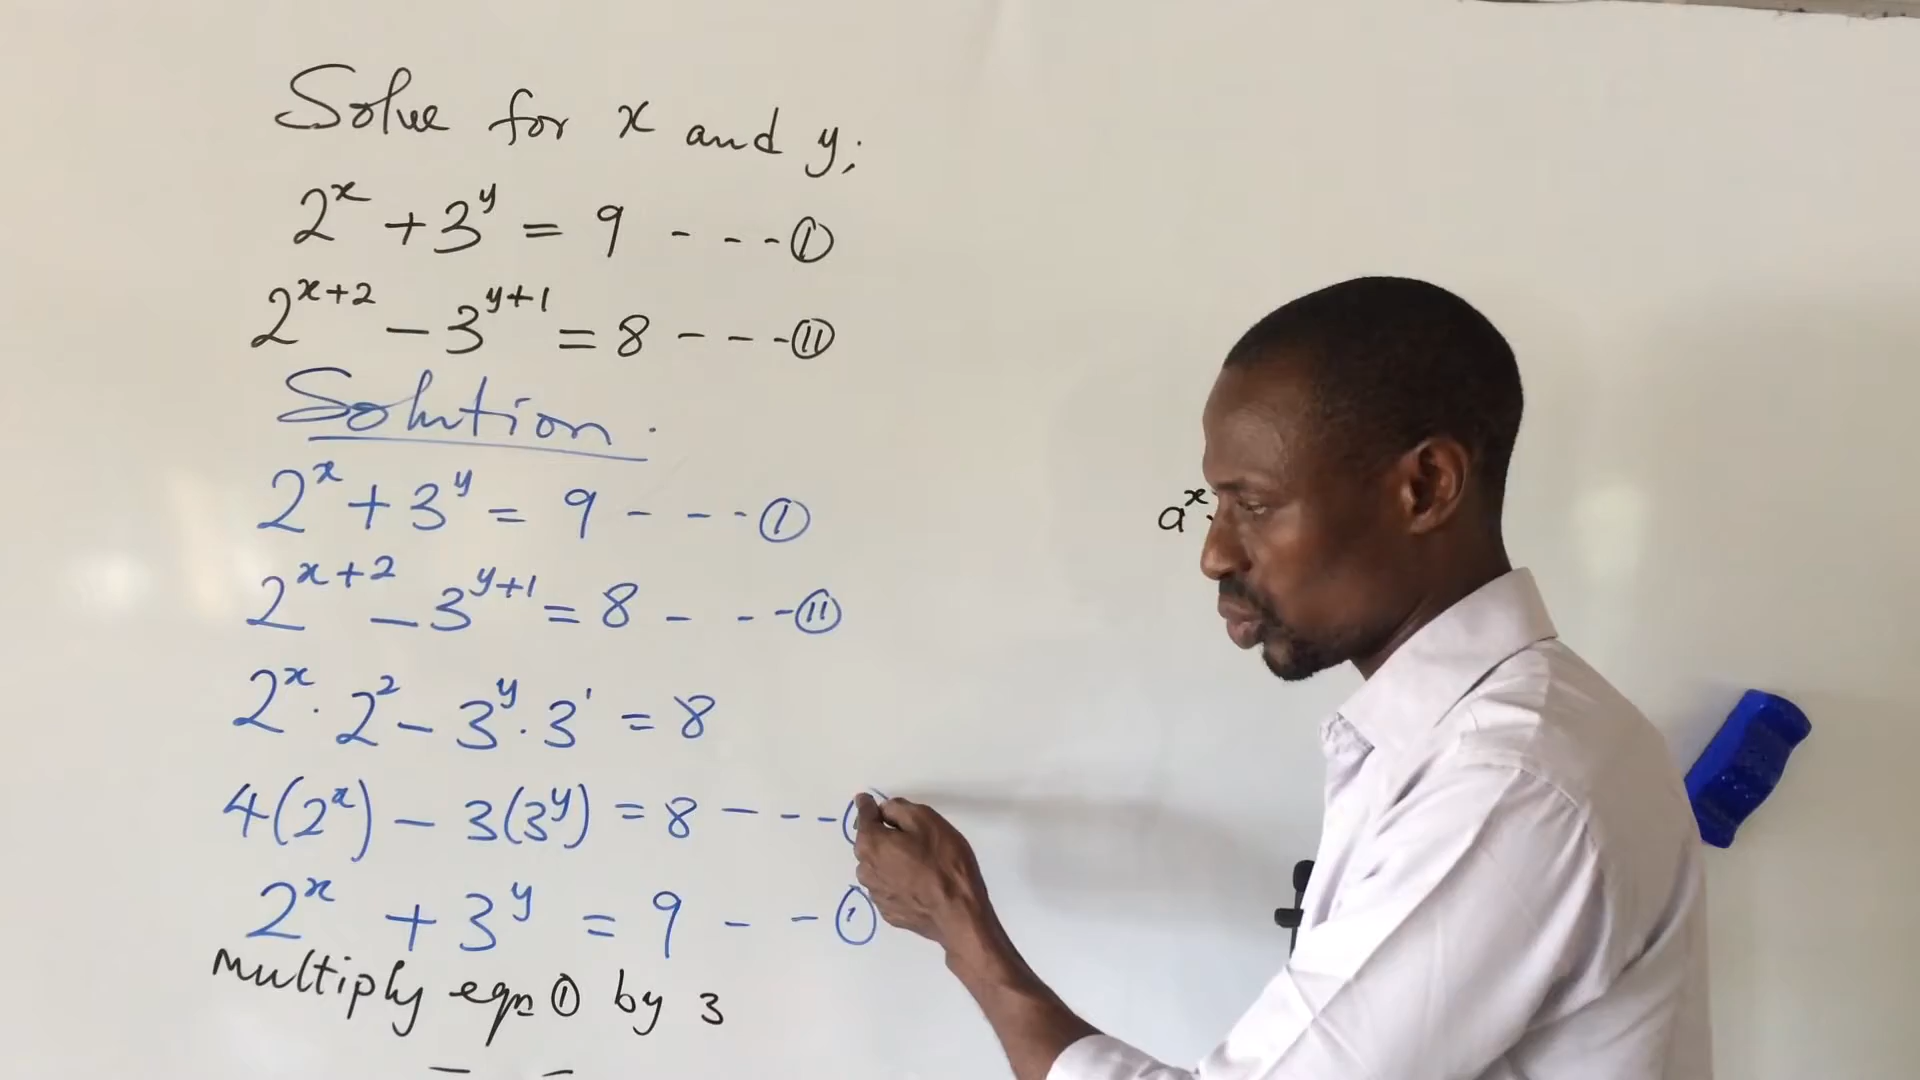 Solve for x and y;
2^x + 3^y = 9 - - - ①
2^(x+2) - 3^(y+1) = 8 - - - ⑪
Solution.
2^x + 3^y = 9 - - - ①
2^(x+2) - 3^(y+1) = 8 - - - ⑪
2^x · 2^2 - 3^y · 3^1 = 8
4(2^x) - 3(3^y) = 8 - - -
2^x + 3^y = 9 - - ①
Multiply eqn ① by 3
a^x ·